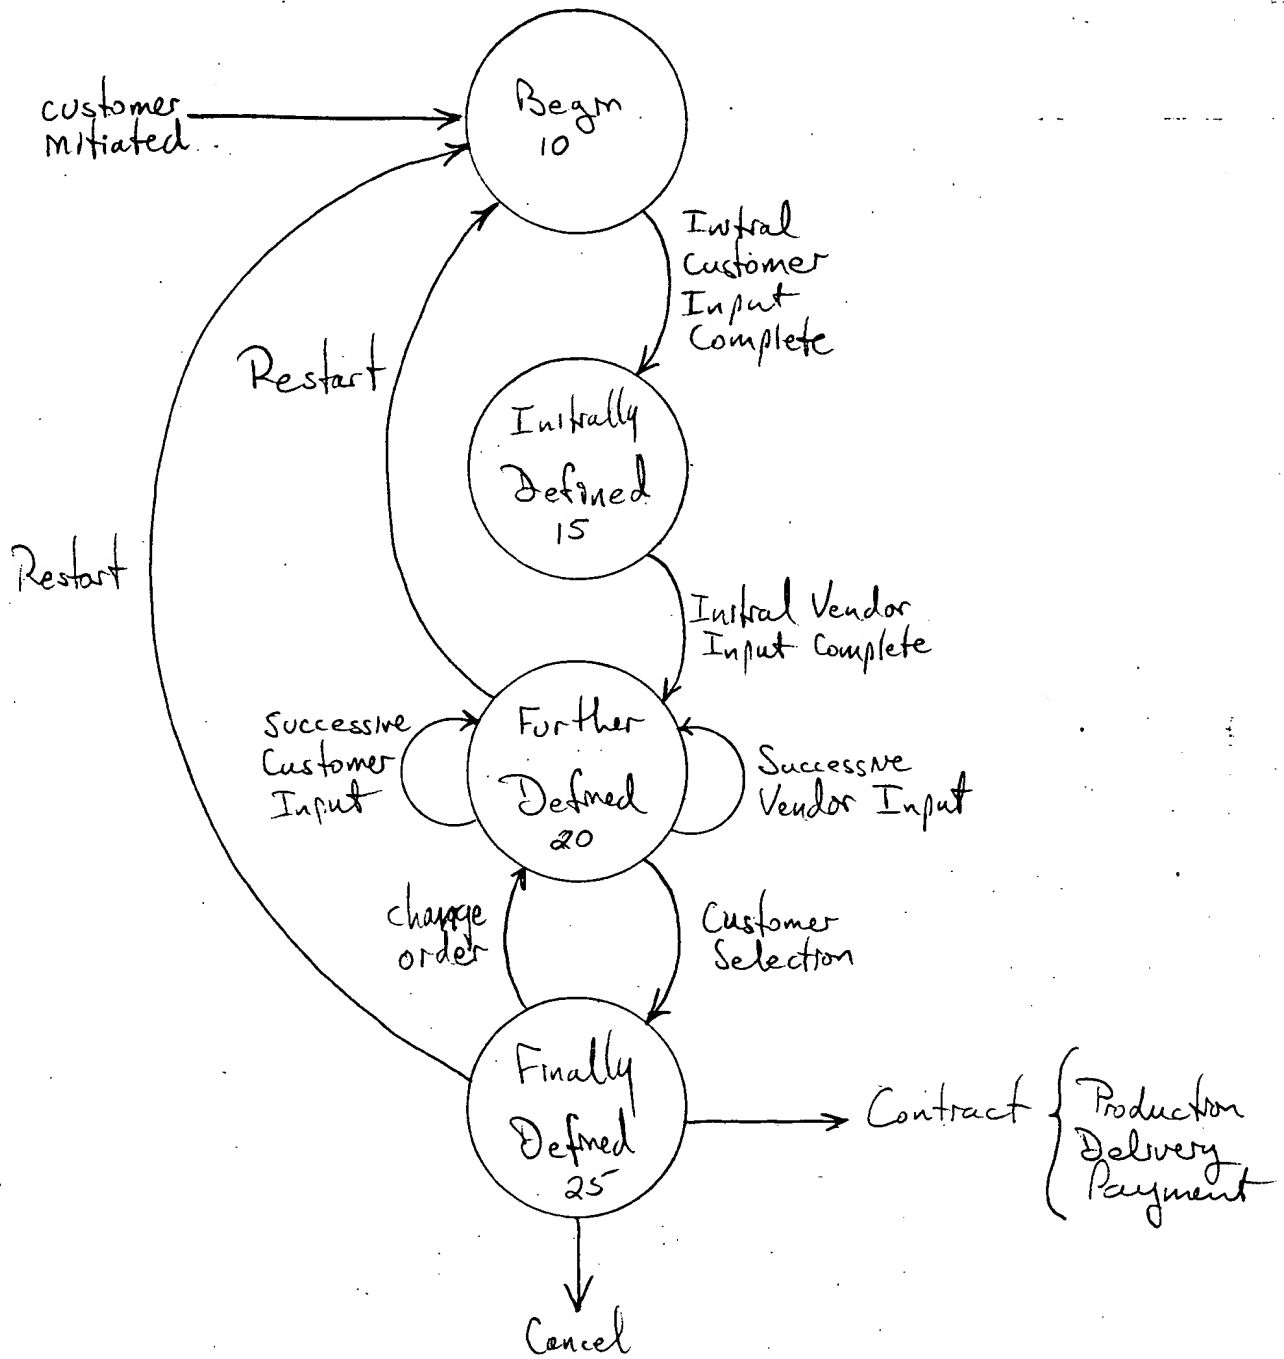 Begin
10
customer
initiated
Initial
Customer
Input
Complete
Restart
Initially
Defined
15
Restart
Initial Vendor
Input Complete
Successive
Customer
Input
Further
Defined
20
Successive
Vendor Input
change
order
Customer
Selection
Finally
Defined
25
Contract
Production
Delivery
Payment
Cancel